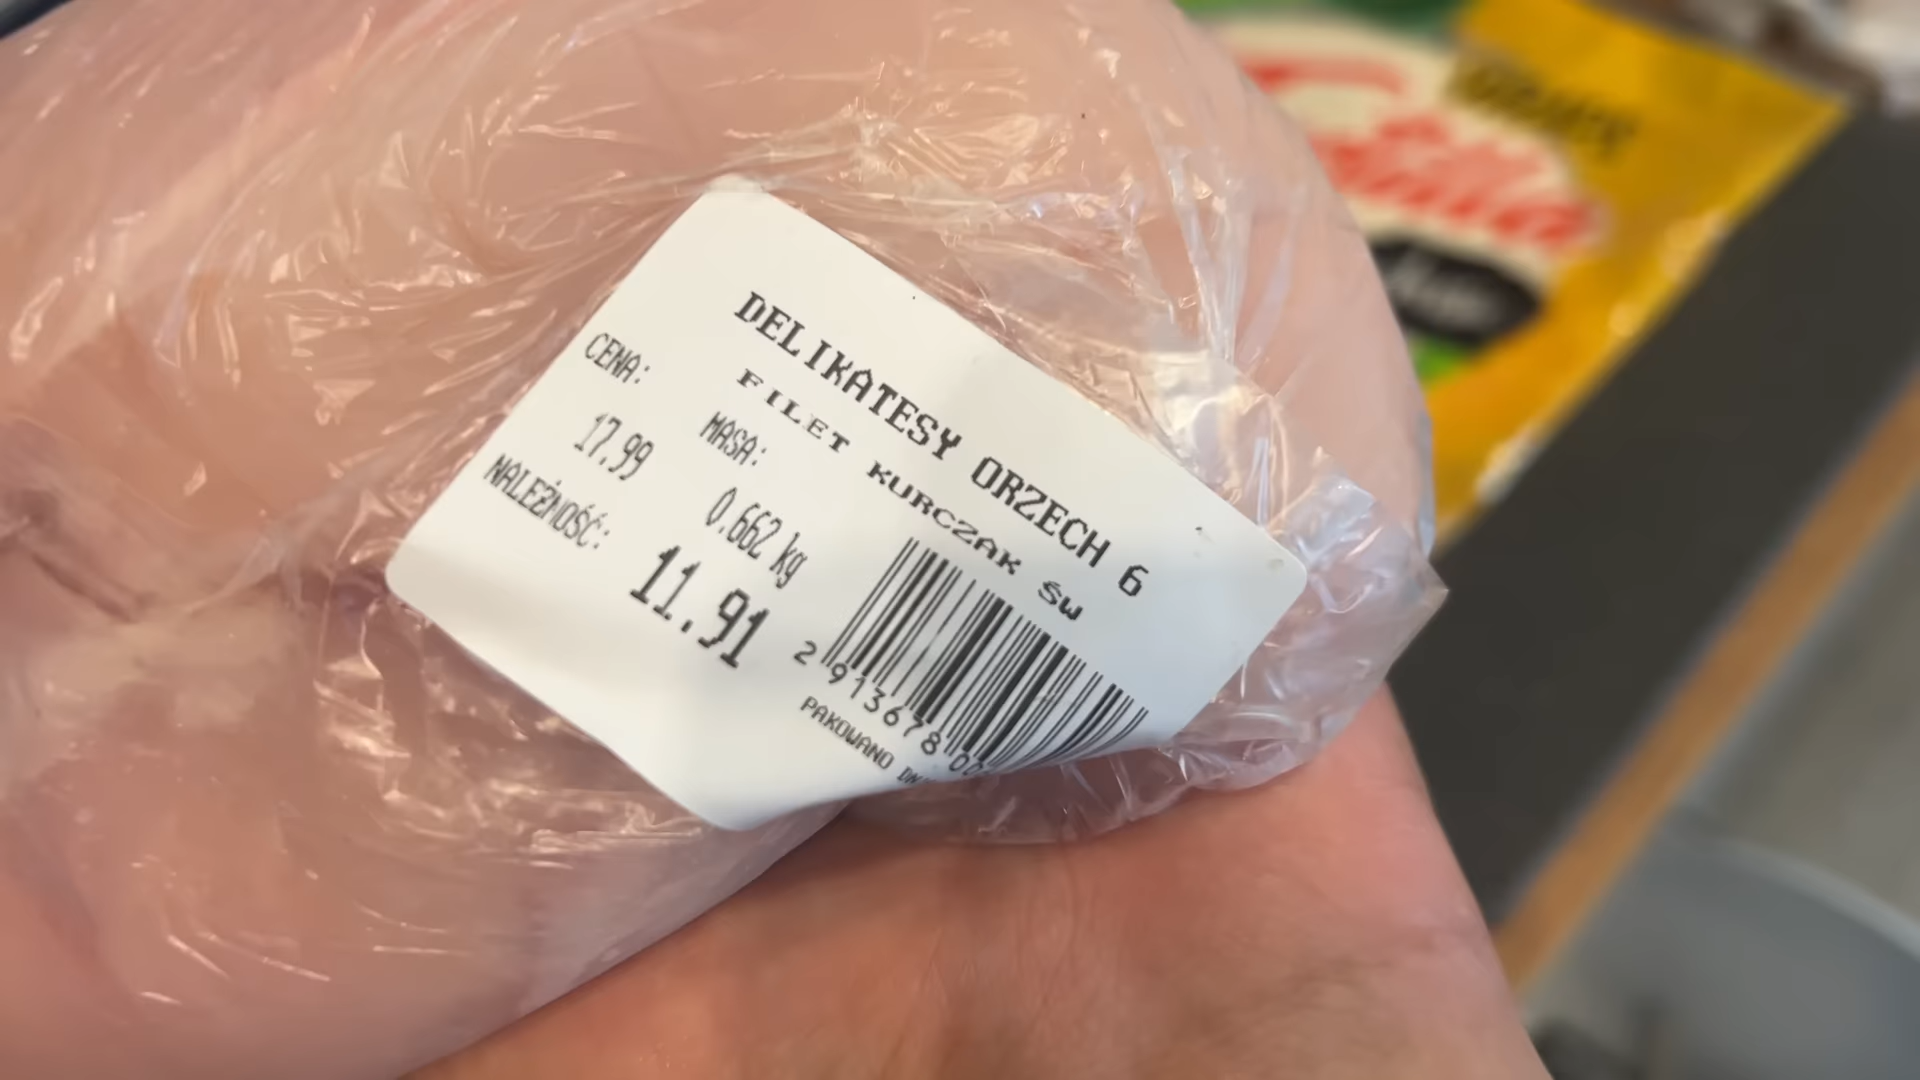 DELIKATESY ORZECH 6
FILET KURCZAK ŚW
CENA:
17.99
MASA:
0.662 kg
NALEŻNOŚĆ:
11.91
2 913678 00
PAKOWANO